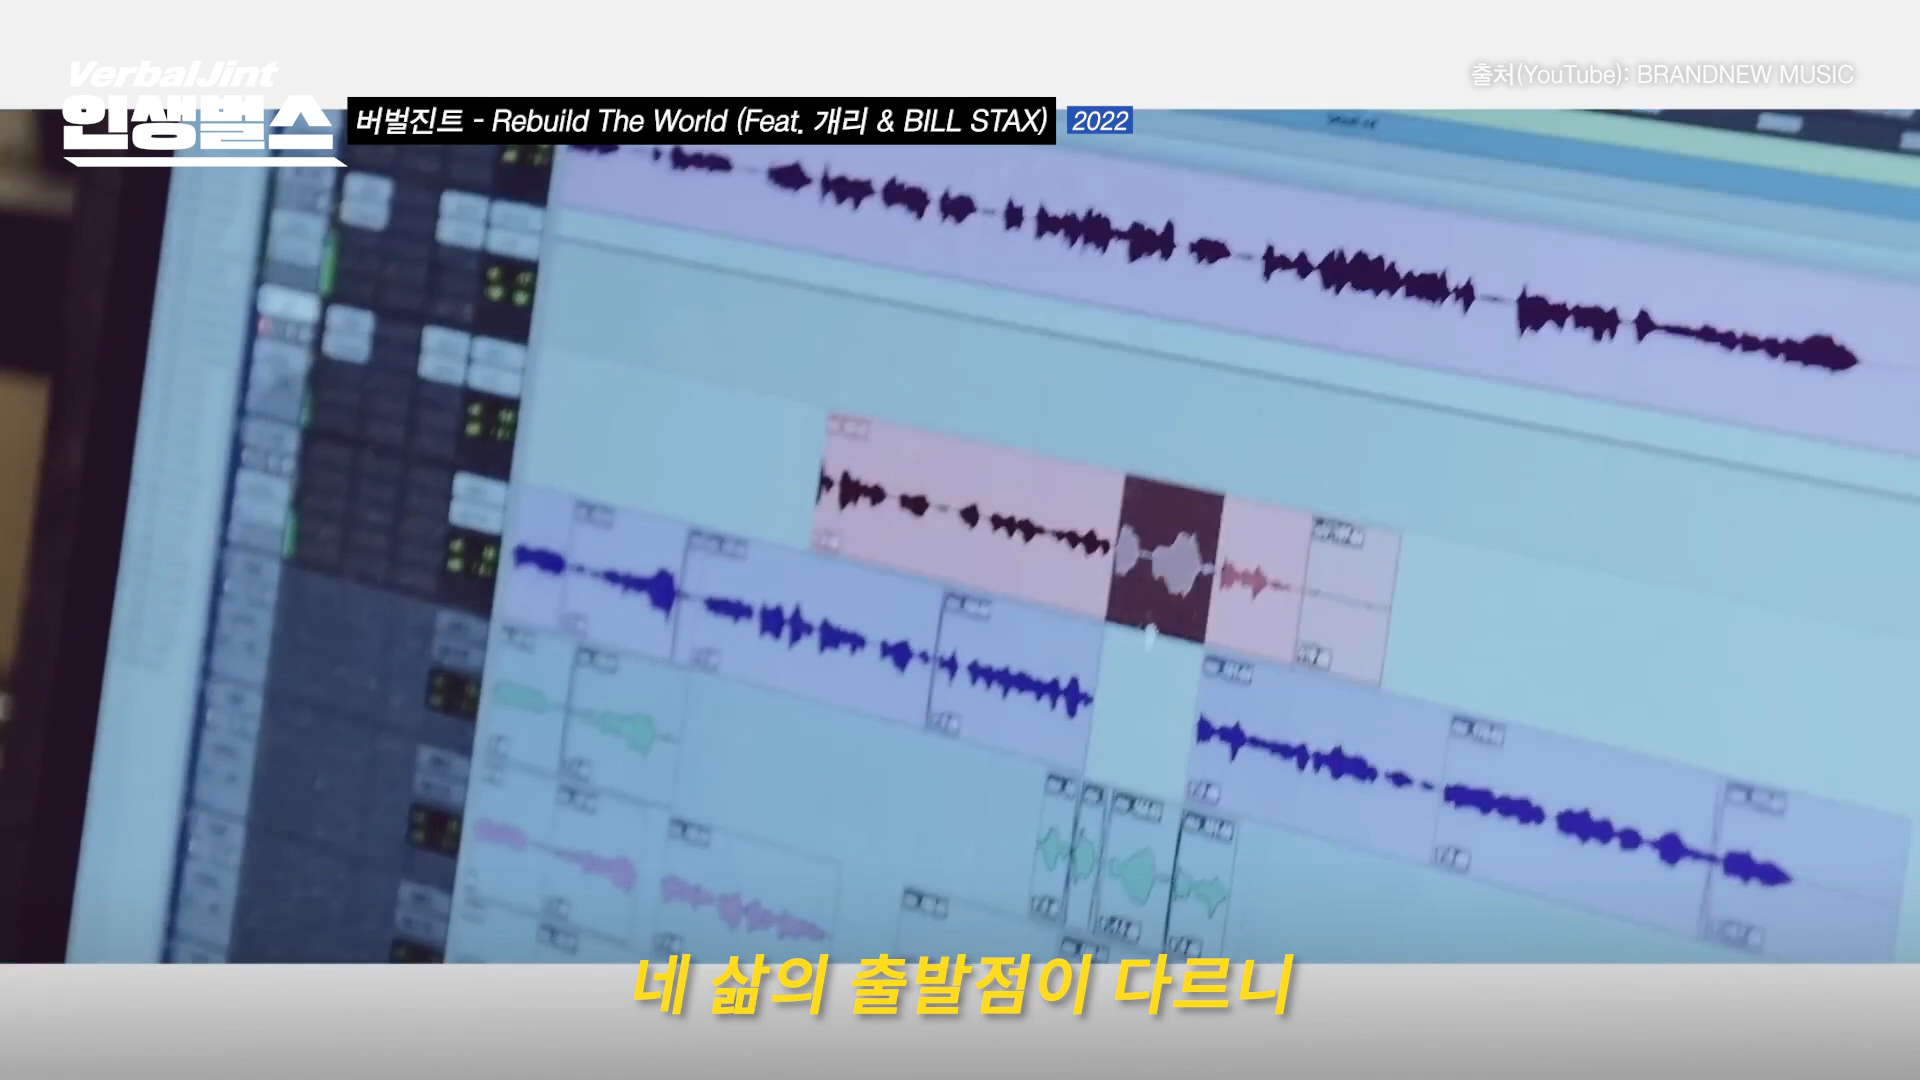 VerbalJint
인생벌스
버벌진트 - Rebuild The World (Feat. 개리 & BILL STAX) 2022
출처(YouTube): BRANDNEW MUSIC
네 삶의 출발점이 다르니